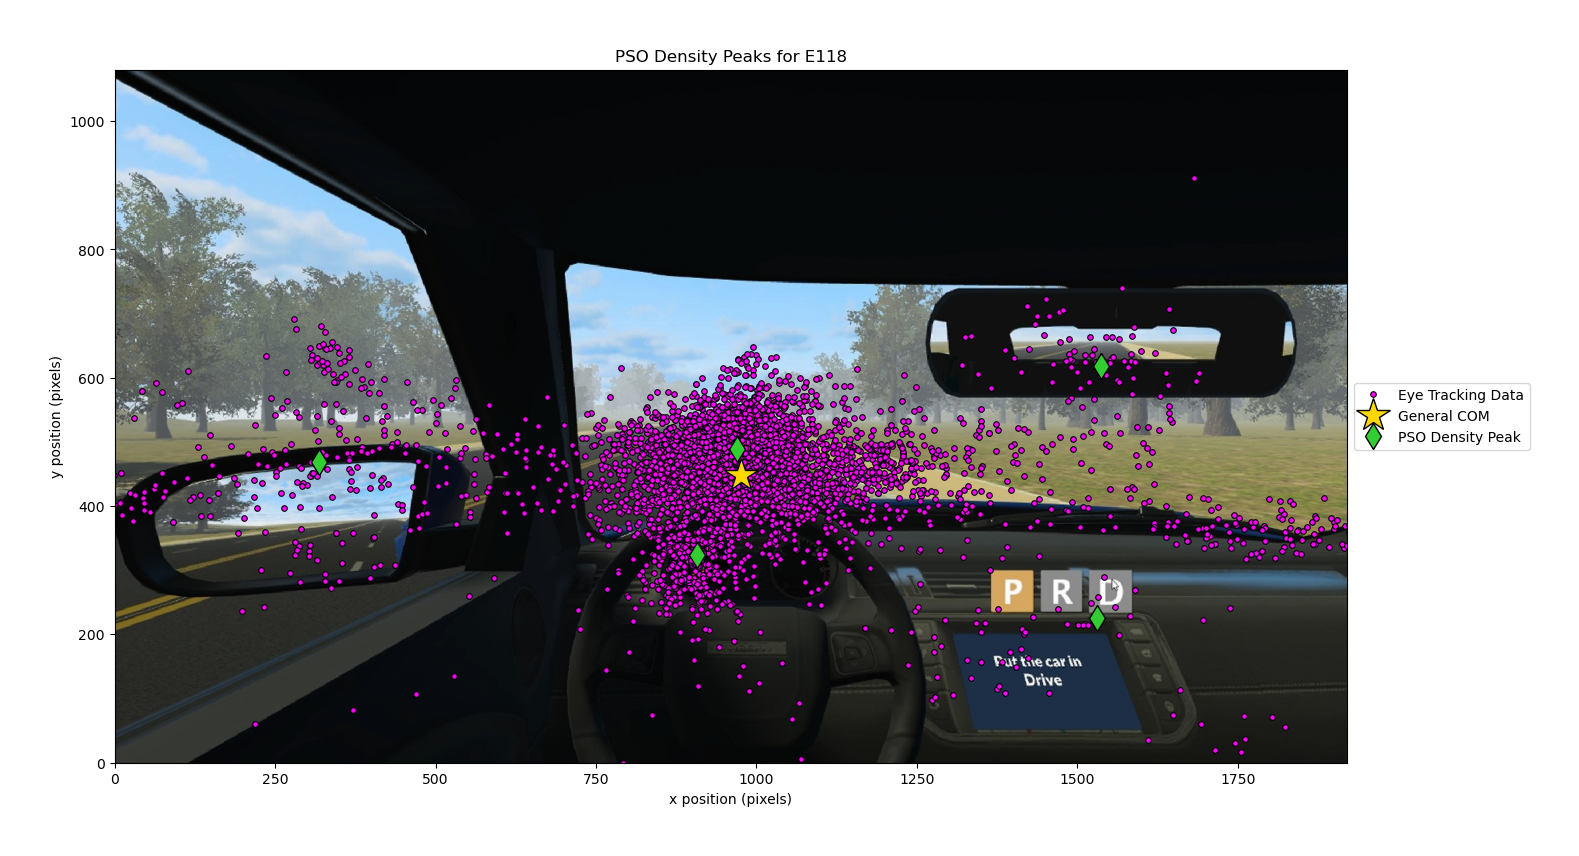 PSO Density Peaks for E118
1000
800
600
400
200
0
y position (pixels)
P R D
Put the car in
Drive
0 250 500 750 1000 1250 1500 1750
x position (pixels)
Eye Tracking Data
General COM
PSO Density Peak